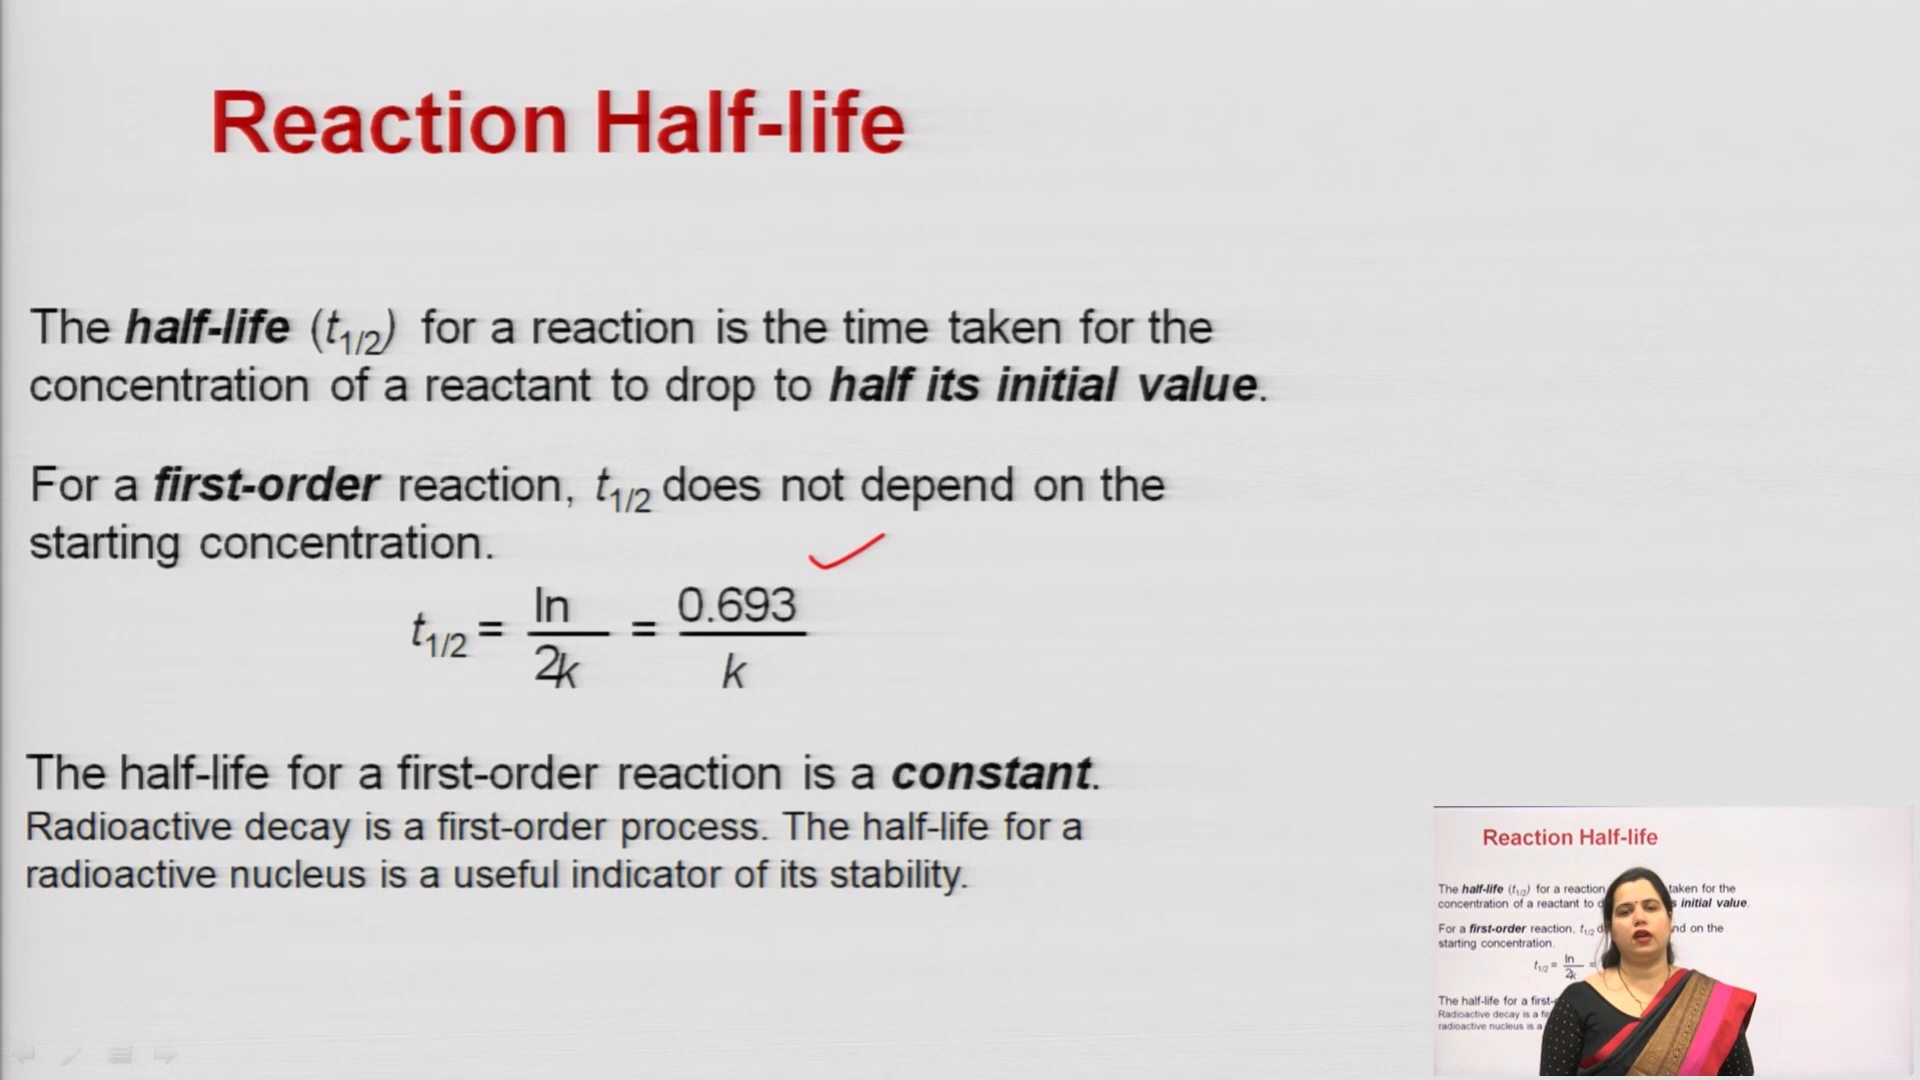 Reaction Half-life
The half-life (t1/2) for a reaction is the time taken for the
concentration of a reactant to drop to half its initial value.
For a first-order reaction, t1/2 does not depend on the
starting concentration.
t1/2 = ln / 2k = 0.693 / k
The half-life for a first-order reaction is a constant.
Radioactive decay is a first-order process. The half-life for a
radioactive nucleus is a useful indicator of its stability.
Reaction Half-life
The half-life (t1/2) for a reaction taken for the
concentration of a reactant to initial value.
For a first-order reaction, t1/2 on the
starting concentration.
t1/2 = ln / 2k =
The half-life for a first-
Radioactive decay is a
radioactive nucleus is a